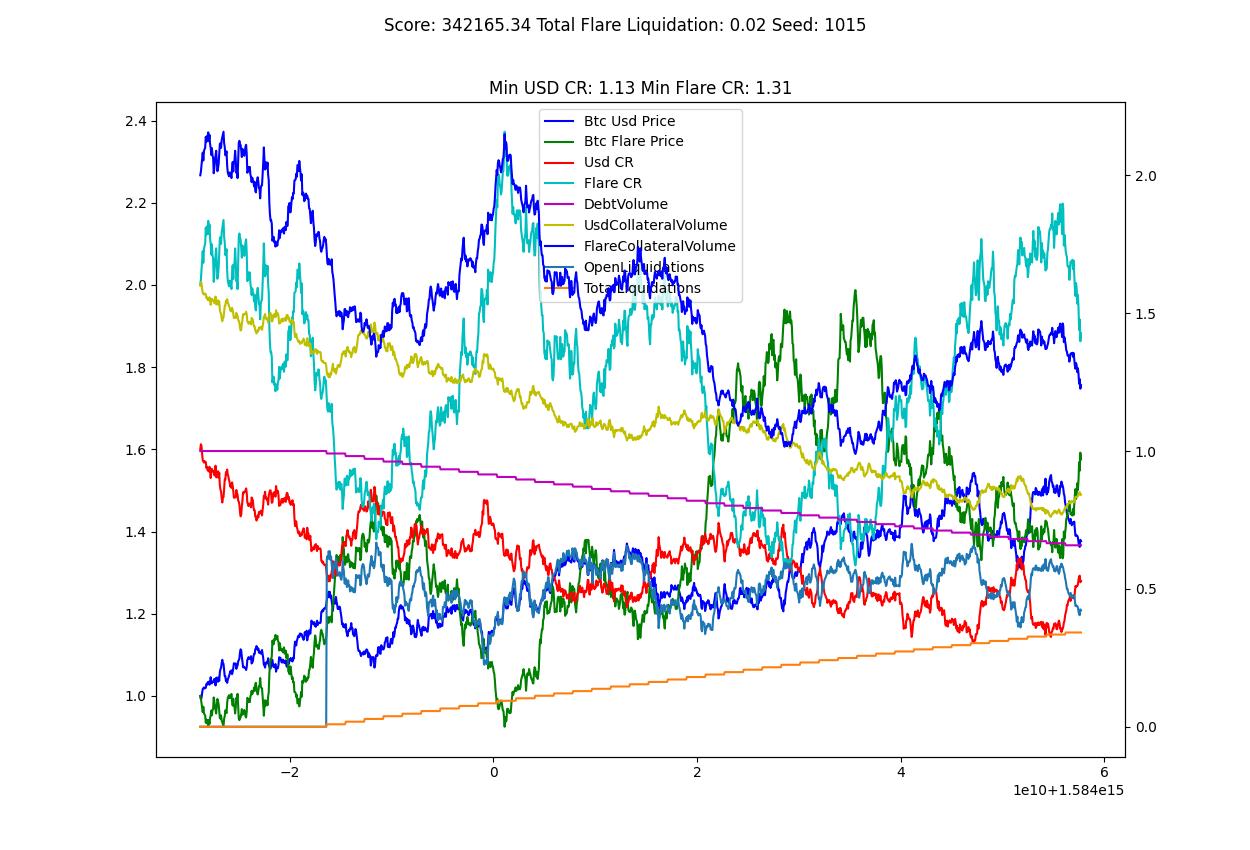 Score: 342165.34 Total Flare Liquidation: 0.02 Seed: 1015
Min USD CR: 1.13 Min Flare CR: 1.31
Btc Usd Price
Btc Flare Price
Usd CR
Flare CR
DebtVolume
UsdCollateralVolume
FlareCollateralVolume
OpenLiquidations
TotalLiquidations
2.4
2.2
2.0
1.8
1.6
1.4
1.2
1.0
2.0
1.5
1.0
0.5
0.0
−2
0
2
4
6
1e10+1.584e15